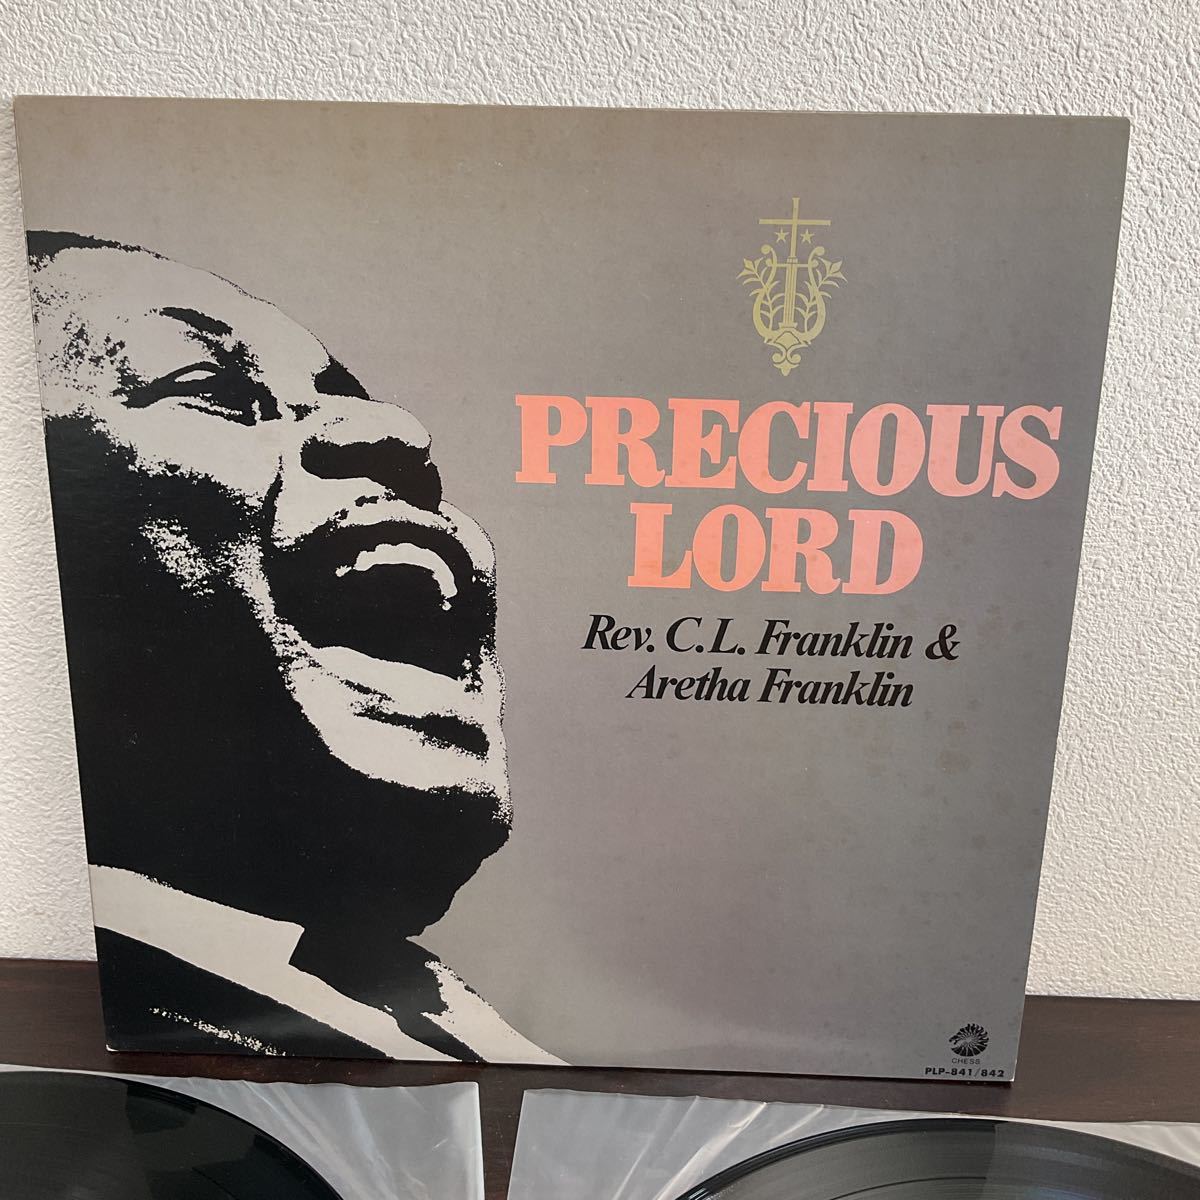 PRECIOUS
LORD
Rev. C.L. Franklin &
Aretha Franklin
CHESS
PLP-841/842